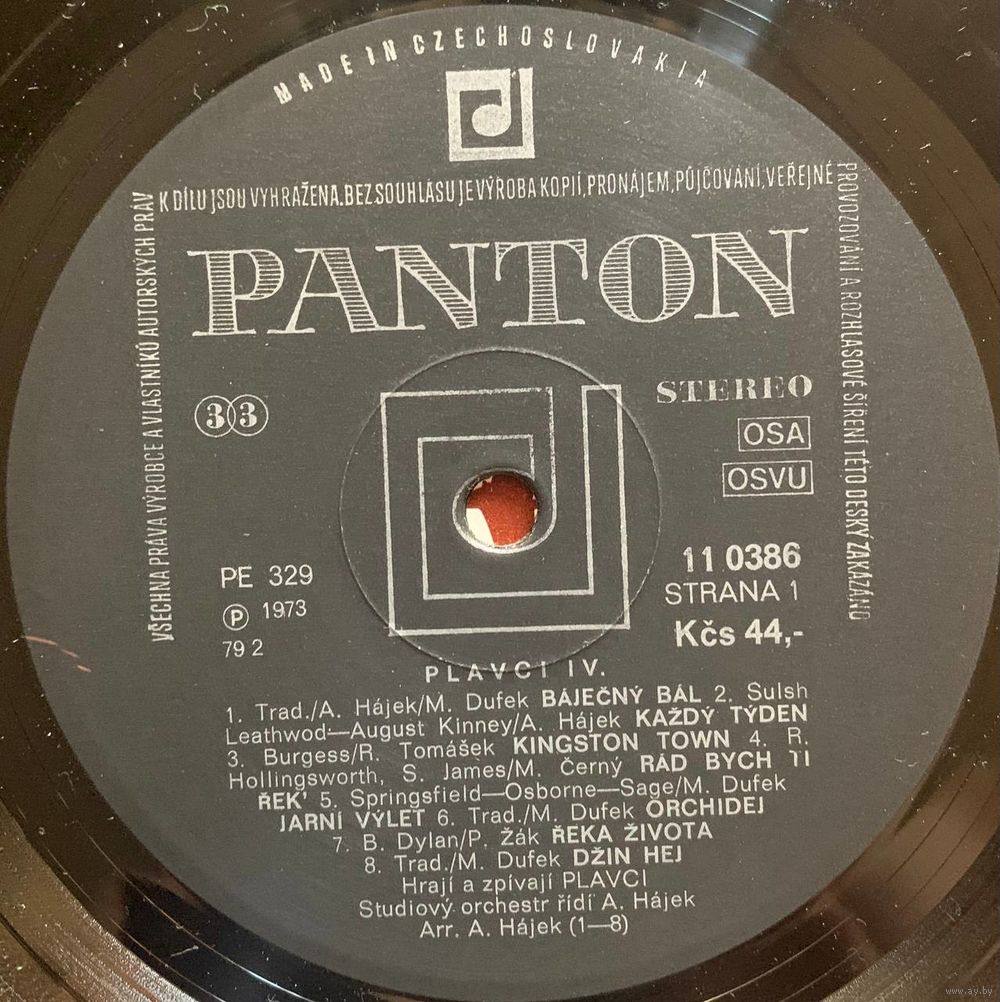 MADE IN CZECHOSLOVAKIA
VŠECHNA PRÁVA VÝROBCE A VLASTNÍKŮ AUTORSKÝCH PRÁV
K DÍLU JSOU VYHRAŽENA. BEZ SOUHLASU JE VÝROBA KOPIÍ, PRONÁJEM, PŮJČOVÁNÍ, VEŘEJNÉ
PROVOZOVÁNÍ A ROZHLASOVÉ ŠÍŘENÍ TÉTO DESKY ZAKÁZÁNO
PANTON
33
STEREO
OSA
OSVU
PE 329
Ⓟ 1973
79 2
11 0386
STRANA 1
Kčs 44,-
PLAVCI IV.
1. Trad./A. Hájek/M. Dufek BÁJEČNÝ BÁL 2. Sulsh
Leathwod—August Kinney/A. Hájek KAŽDÝ TÝDEN
3. Burgess/R. Tomášek KINGSTON TOWN 4. R.
Hollingsworth, S. James/M. Černý RÁD BYCH TI
ŘEK' 5. Springsfield—Osborne—Sage/M. Dufek
JARNÍ VÝLET 6. Trad./M. Dufek ORCHIDEJ
7. B. Dylan/P. Žák ŘEKA ŽIVOTA
8. Trad./M. Dufek DŽIN HEJ
Hrají a zpívají PLAVCI
Studiový orchestr řídí A. Hájek
Arr. A. Hájek (1—8)
www.ay.by